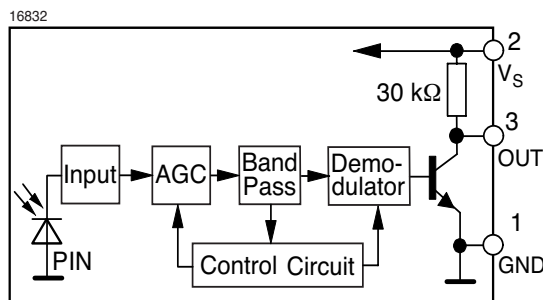 16832
2
V_S
30 kΩ
3
OUT
Input
AGC
Band
Pass
Demo-
dulator
1
GND
PIN
Control Circuit